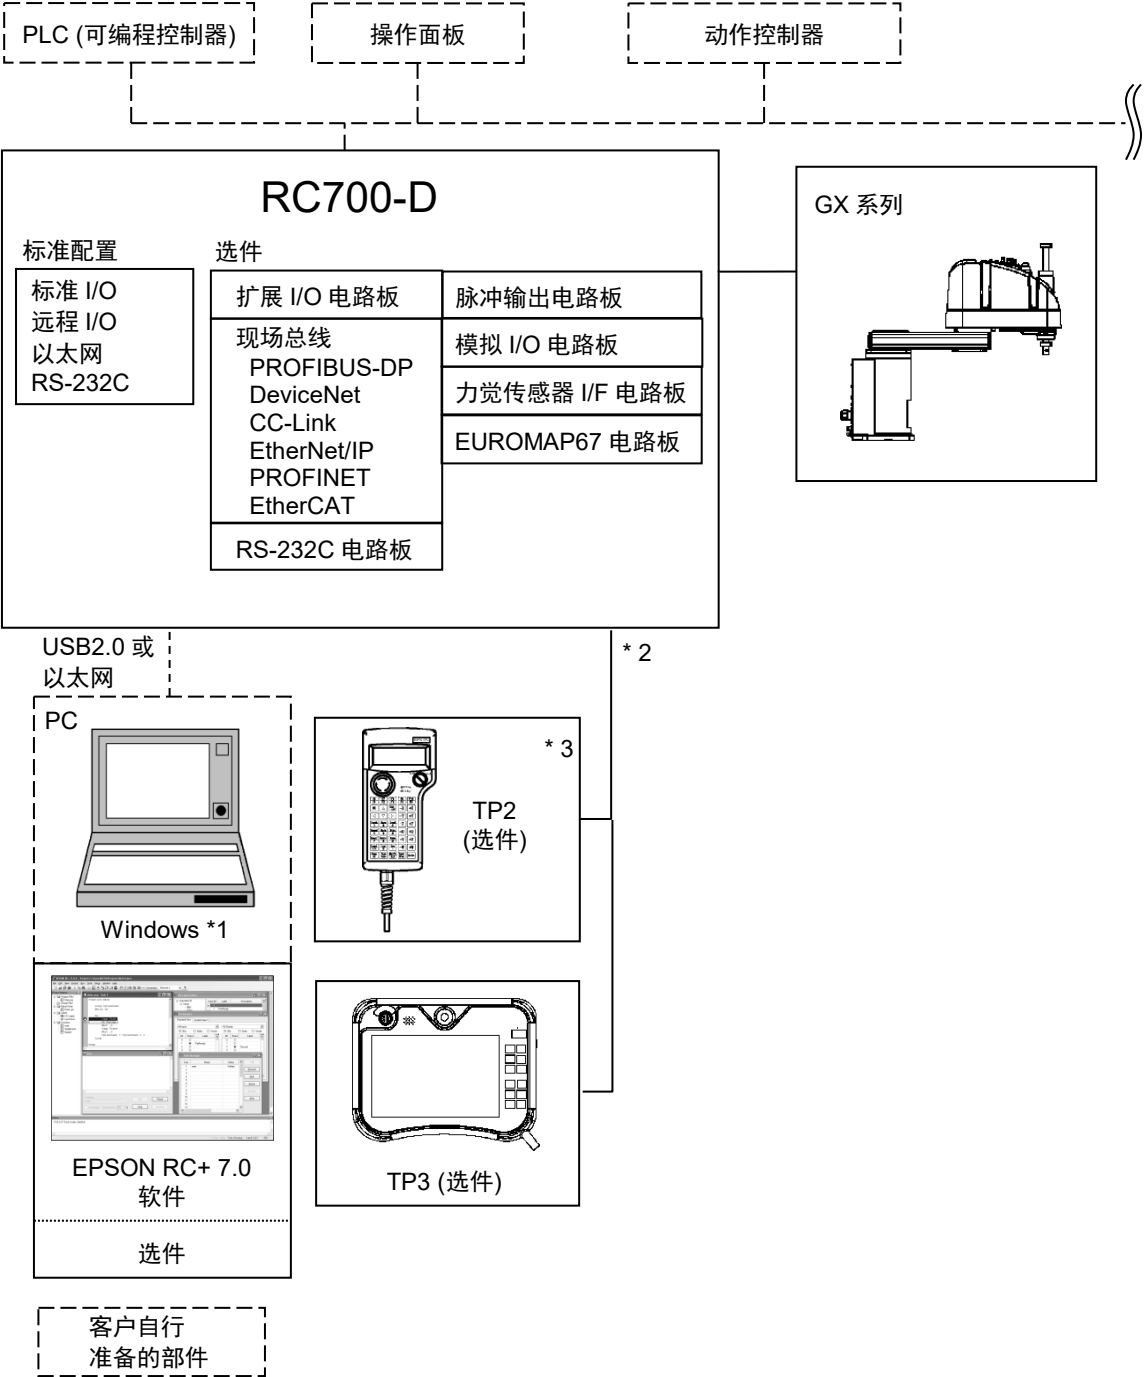 PLC (可编程控制器)
操作面板
动作控制器
RC700-D
标准配置
标准 I/O
远程 I/O
以太网
RS-232C
选件
扩展 I/O 电路板
现场总线
PROFIBUS-DP
DeviceNet
CC-Link
EtherNet/IP
PROFINET
EtherCAT
RS-232C 电路板
脉冲输出电路板
模拟 I/O 电路板
力觉传感器 I/F 电路板
EUROMAP67 电路板
GX 系列
USB2.0 或
以太网
* 2
PC
Windows *1
* 3
TP2
(选件)
EPSON RC+ 7.0
软件
选件
TP3 (选件)
客户自行
准备的部件